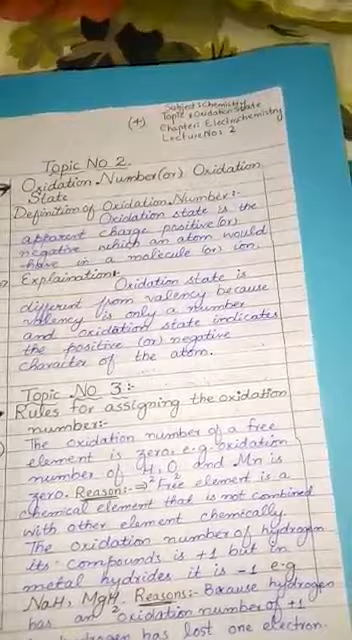 (4)
Subject: Chemistry
Topic: Oxidation State
Chapter: Electrochemistry
Lecture No: 2
Topic No 2.
Oxidation Number (or) Oxidation
State
Definition of Oxidation Number:-
Oxidation state is the
apparent charge positive (or)
negative which an atom would
have in a molecule (or) ion.
Explaination:-
Oxidation state is
different from valency because
valency is only a number
and oxidation state indicates
the positive (or) negative
character of the atom.
Topic No 3:-
Rules for assigning the oxidation
number:-
The oxidation number of a free
element is zero. e.g. oxidation
number of H₂, O₂ and Mn is
zero. Reason:-⇒ Free element is a
chemical element that is not combined
with other element chemically.
The oxidation number of hydrogen
its compounds is +1 but in
metal hydrides it is -1 e.g
NaH, MgH₂. Reasons:- Because hydrogen
has an oxidation number of +1
hydrogen has lost one electron.